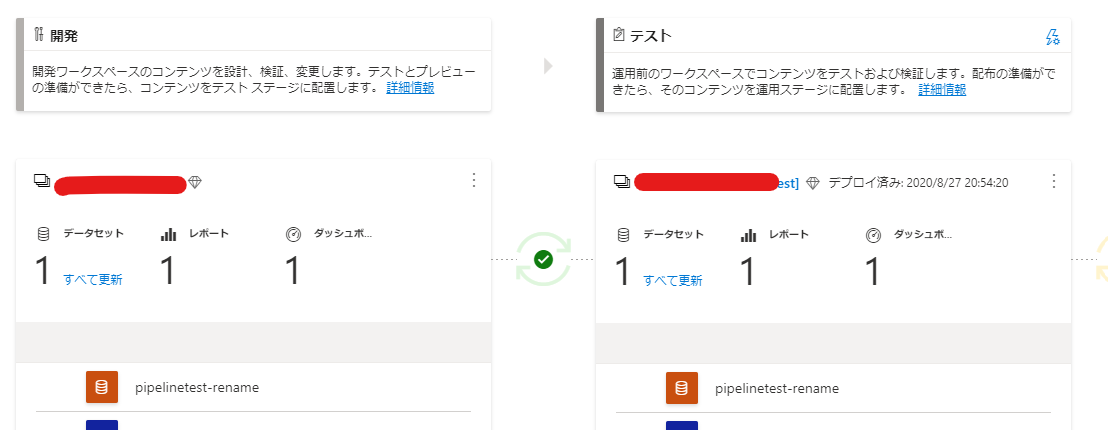 開発
開発ワークスペースのコンテンツを設計、検証、変更します。テストとプレビュー
の準備ができたら、コンテンツをテスト ステージに配置します。 詳細情報
テスト
運用前のワークスペースでコンテンツをテストおよび検証します。配布の準備がで
きたら、そのコンテンツを運用ステージに配置します。 詳細情報
データセット レポート ダッシュボ...
1 すべて更新 1 1
pipelinetest-rename
est] デプロイ済み: 2020/8/27 20:54:20
データセット レポート ダッシュボ...
1 すべて更新 1 1
pipelinetest-rename